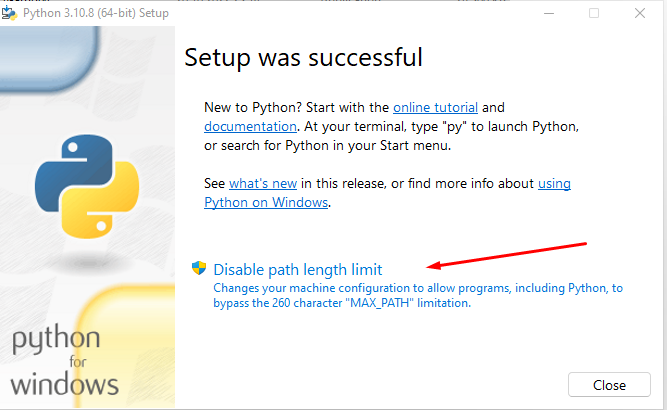 Python 3.10.8 (64-bit) Setup
Setup was successful
New to Python? Start with the online tutorial and
documentation. At your terminal, type "py" to launch Python,
or search for Python in your Start menu.
See what's new in this release, or find more info about using
Python on Windows.
Disable path length limit
Changes your machine configuration to allow programs, including Python, to
bypass the 260 character "MAX_PATH" limitation.
python
for
windows
Close